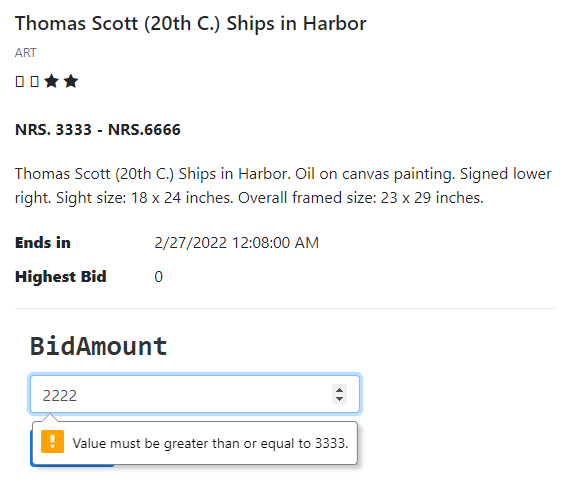 Thomas Scott (20th C.) Ships in Harbor
ART
NRS. 3333 - NRS.6666
Thomas Scott (20th C.) Ships in Harbor. Oil on canvas painting. Signed lower
right. Sight size: 18 x 24 inches. Overall framed size: 23 x 29 inches.
Ends in 2/27/2022 12:08:00 AM
Highest Bid 0
BidAmount
2222
Value must be greater than or equal to 3333.